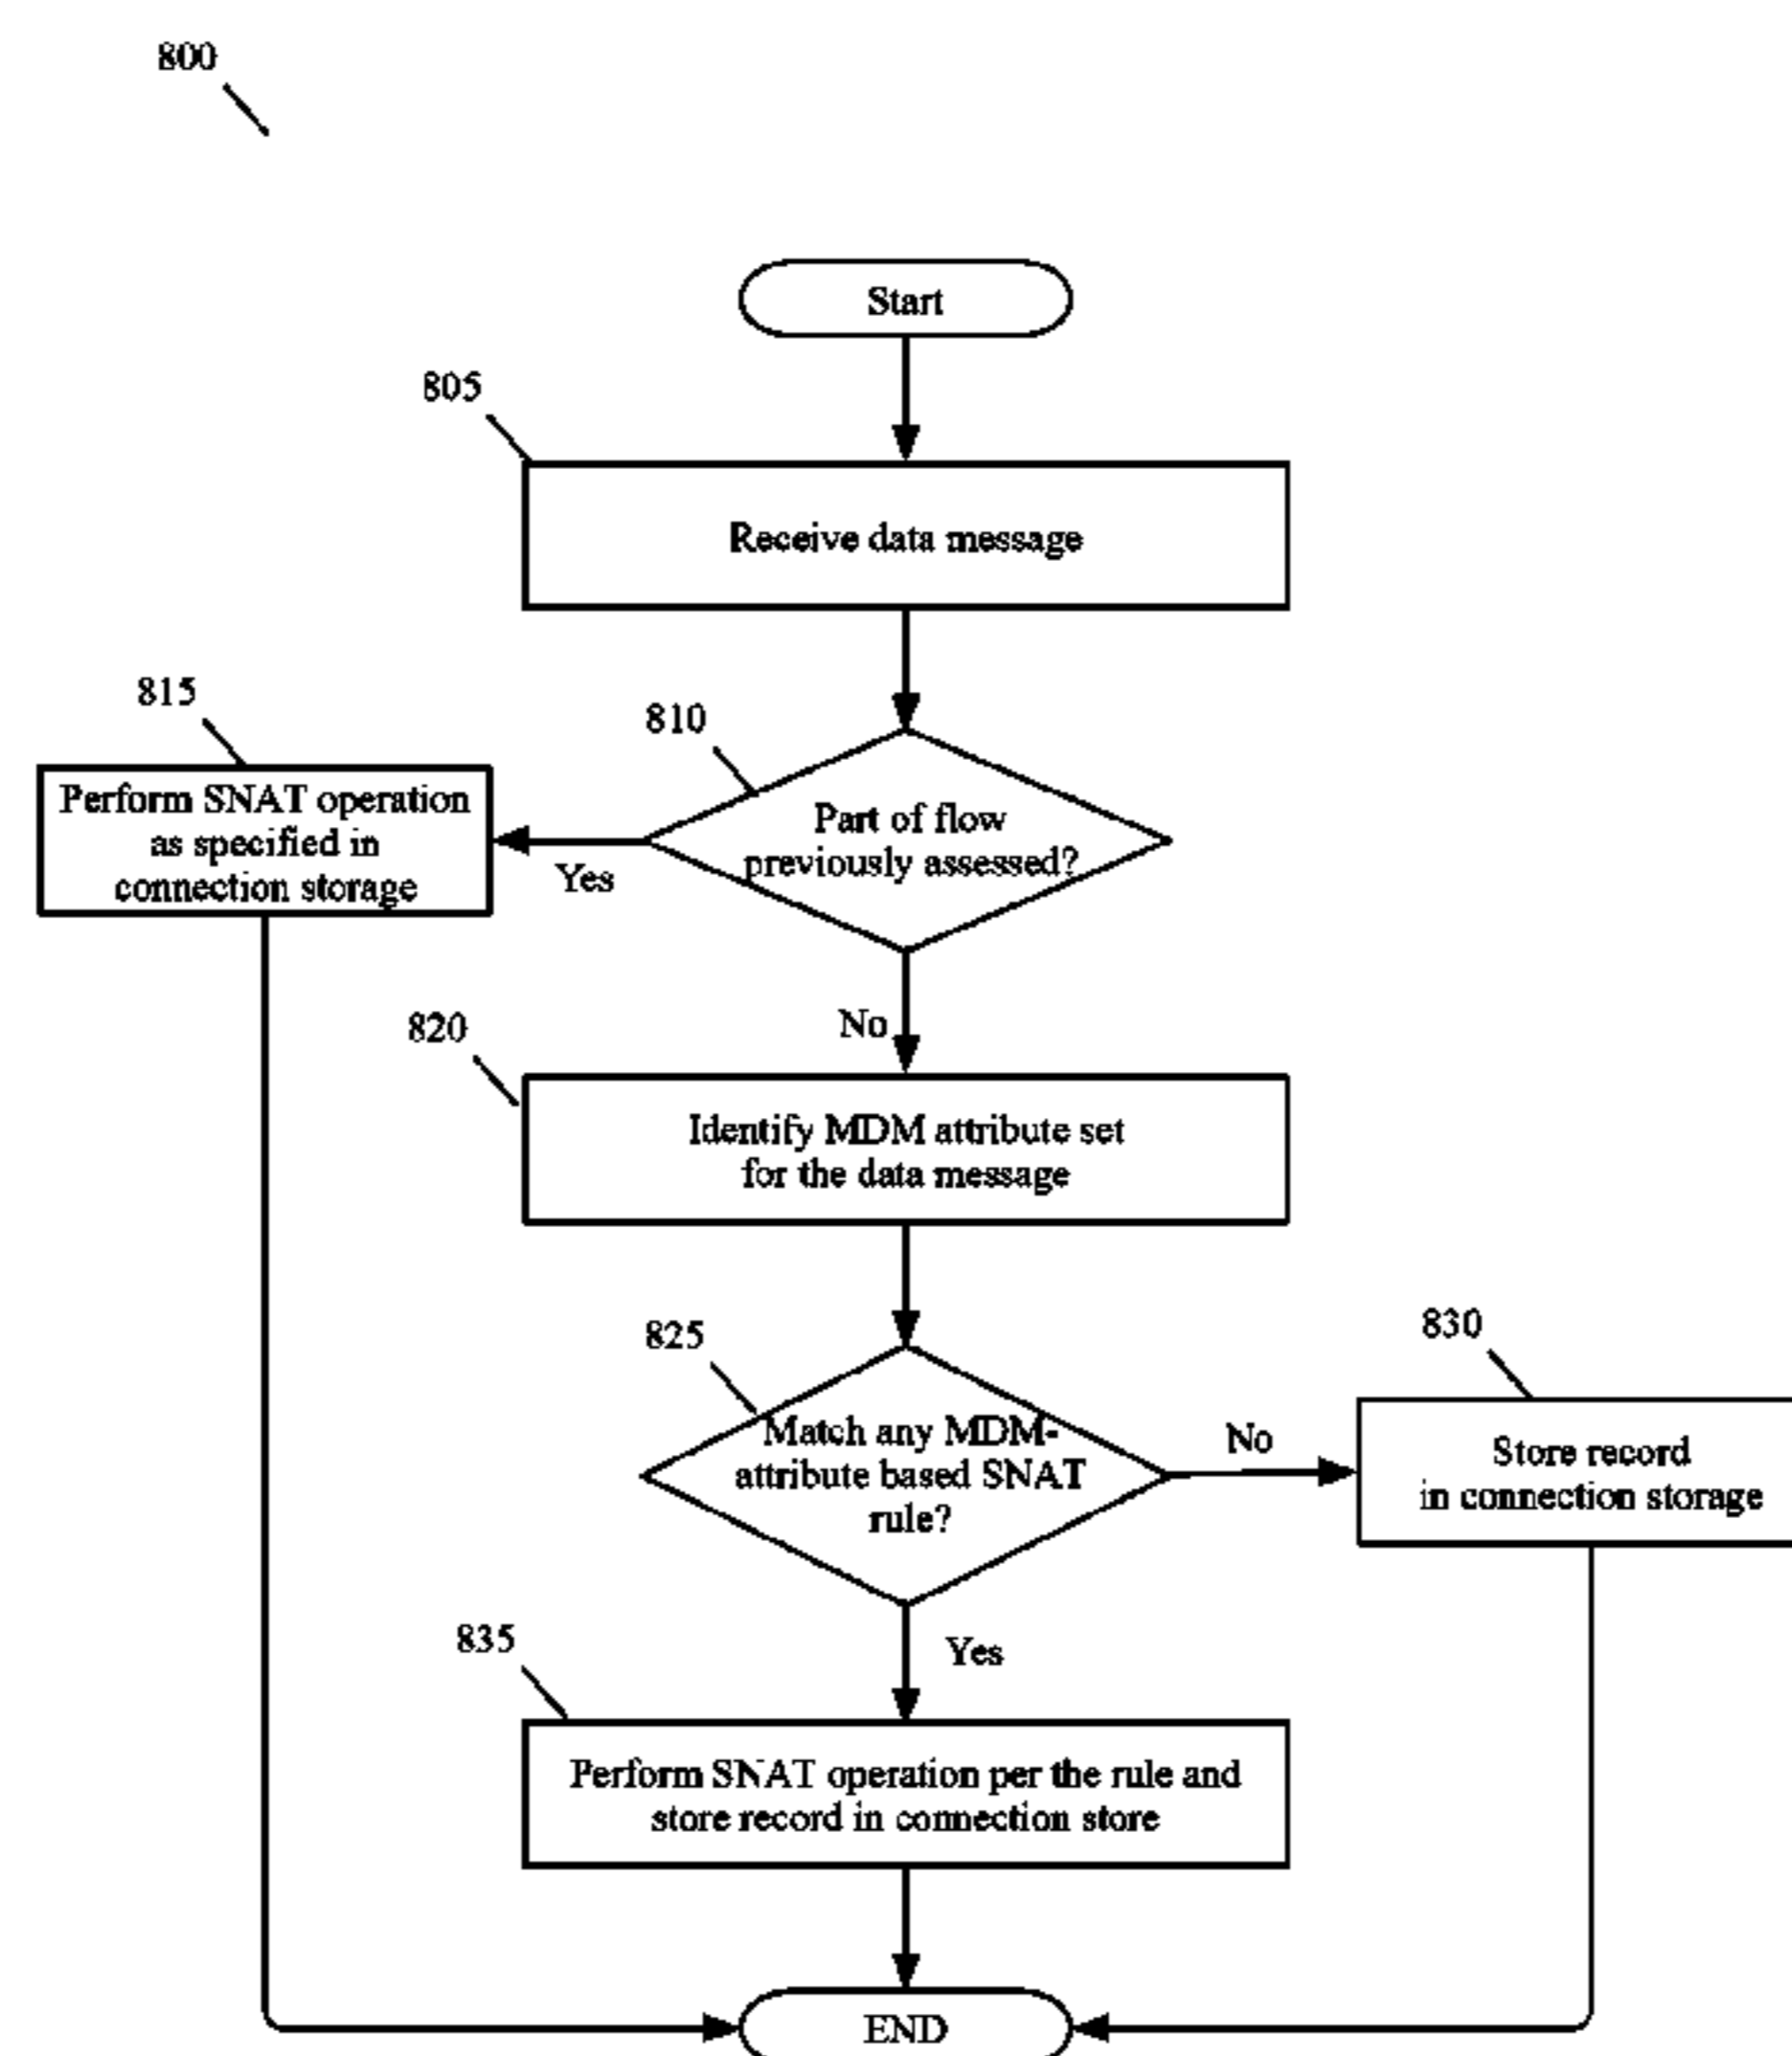 800
Start
805
Receive data message
815
810
Perform SNAT operation
as specified in
connection storage
Part of flow
previously assessed?
Yes
No
820
Identify MDM attribute set
for the data message
825
830
Match any MDM-
attribute based SNAT
rule?
No
Store record
in connection storage
Yes
835
Perform SNAT operation per the rule and
store record in connection store
END